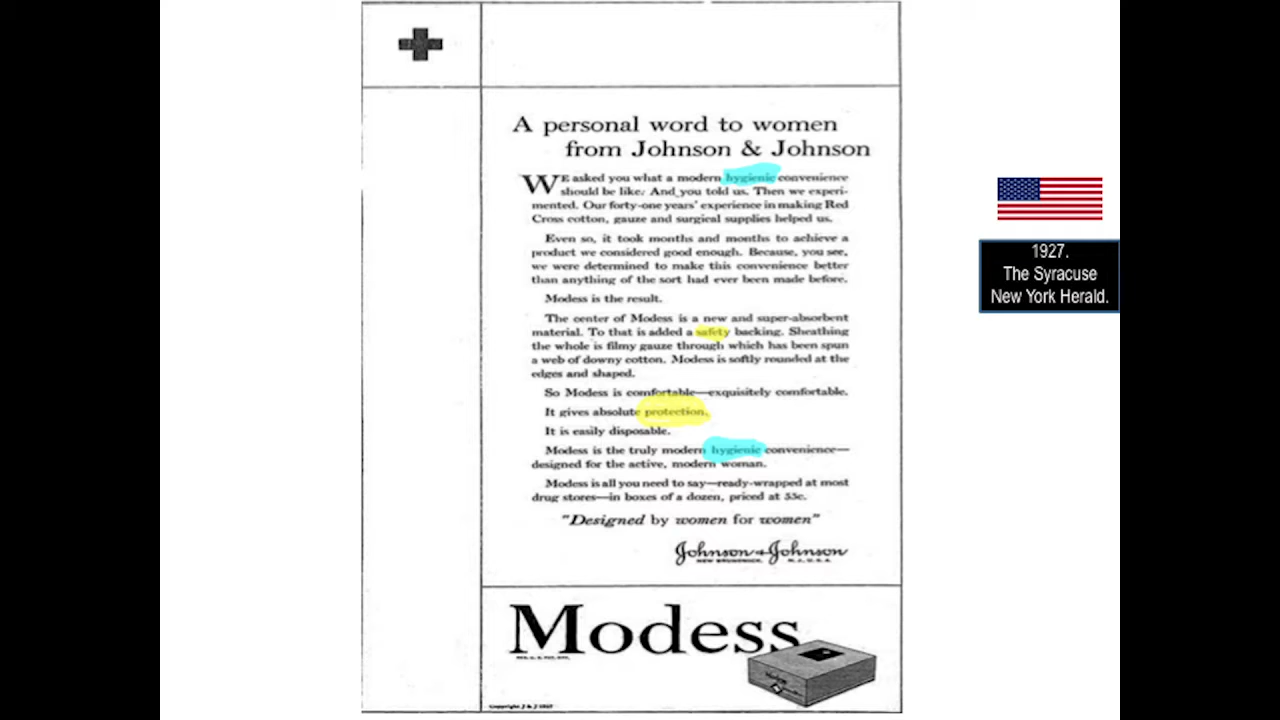 A personal word to women
from Johnson & Johnson
WE asked you what a modern hygienic convenience
should be like. And you told us. Then we experi-
mented. Our forty-one years' experience in making Red
Cross cotton, gauze and surgical supplies helped us.
Even so, it took months and months to achieve a
product we considered good enough. Because, you see,
we were determined to make this convenience better
than anything of the sort had ever been made before.
Modess is the result.
The center of Modess is a new and super-absorbent
material. To that is added a safety backing. Sheathing
the whole is filmy gauze through which has been spun
a web of downy cotton. Modess is softly rounded at the
edges and shaped.
So Modess is comfortable—exquisitely comfortable.
It gives absolute protection.
It is easily disposable.
Modess is the truly modern hygienic convenience—
designed for the active, modern woman.
Modess is all you need to say—ready-wrapped at most
drug stores—in boxes of a dozen, priced at 55c.
"Designed by women for women"
Johnson & Johnson
NEW BRUNSWICK, N. J., U. S. A.
Modess
REG. U. S. PAT. OFF.
Modess
Copyright J & J 1927
1927.
The Syracuse
New York Herald.